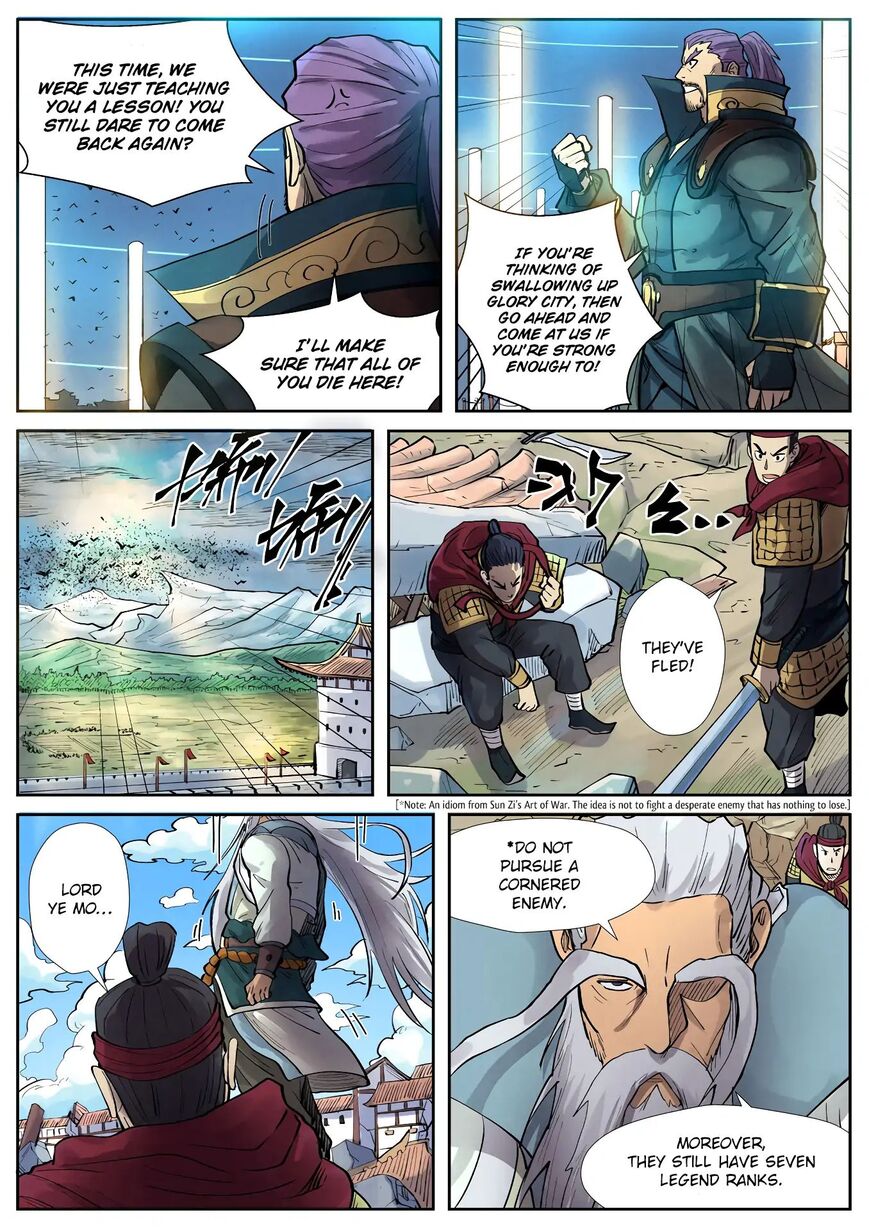 THIS TIME, WE
WERE JUST TEACHING
YOU A LESSON! YOU
STILL DARE TO COME
BACK AGAIN?
I'LL MAKE
SURE THAT ALL OF
YOU DIE HERE!
IF YOU'RE
THINKING OF
SWALLOWING UP
GLORY CITY, THEN
GO AHEAD AND
COME AT US IF
YOU'RE STRONG
ENOUGH TO!
THEY'VE
FLED!
[*Note: An idiom from Sun Zi's Art of War. The idea is not to fight a desperate enemy that has nothing to lose.]
LORD
YE MO...
*DO NOT
PURSUE A
CORNERED
ENEMY.
MOREOVER,
THEY STILL HAVE SEVEN
LEGEND RANKS.